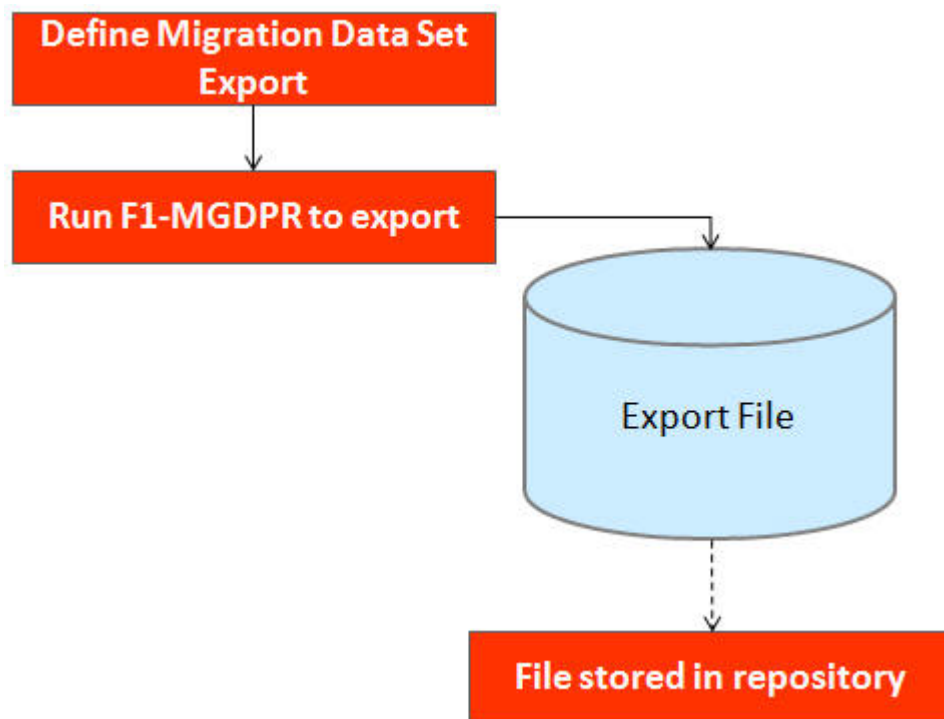 Define Migration Data Set
Export
Run F1-MGDPR to export
Export File
File stored in repository